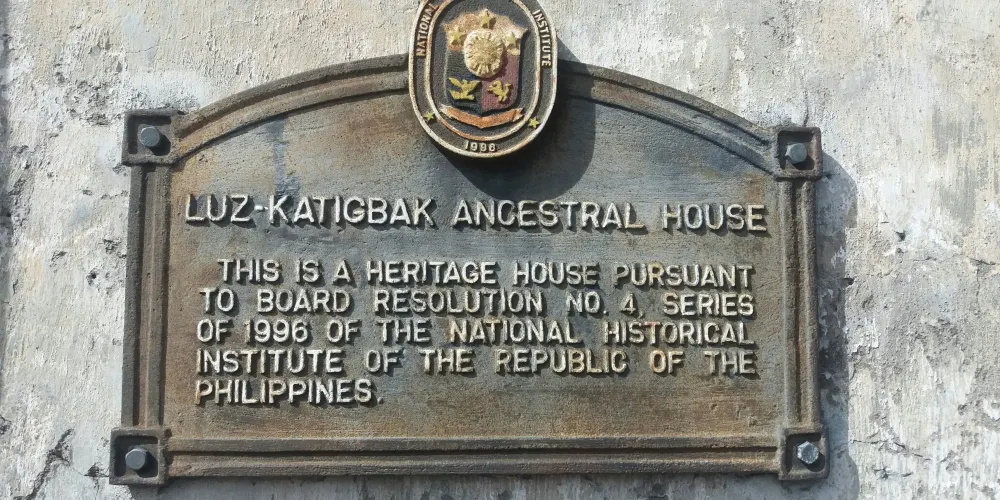 NATIONAL INSTITUTE
1996
LUZ-KATIGBAK ANCESTRAL HOUSE
THIS IS A HERITAGE HOUSE PURSUANT
TO BOARD RESOLUTION NO. 4, SERIES
OF 1996 OF THE NATIONAL HISTORICAL
INSTITUTE OF THE REPUBLIC OF THE
PHILIPPINES.